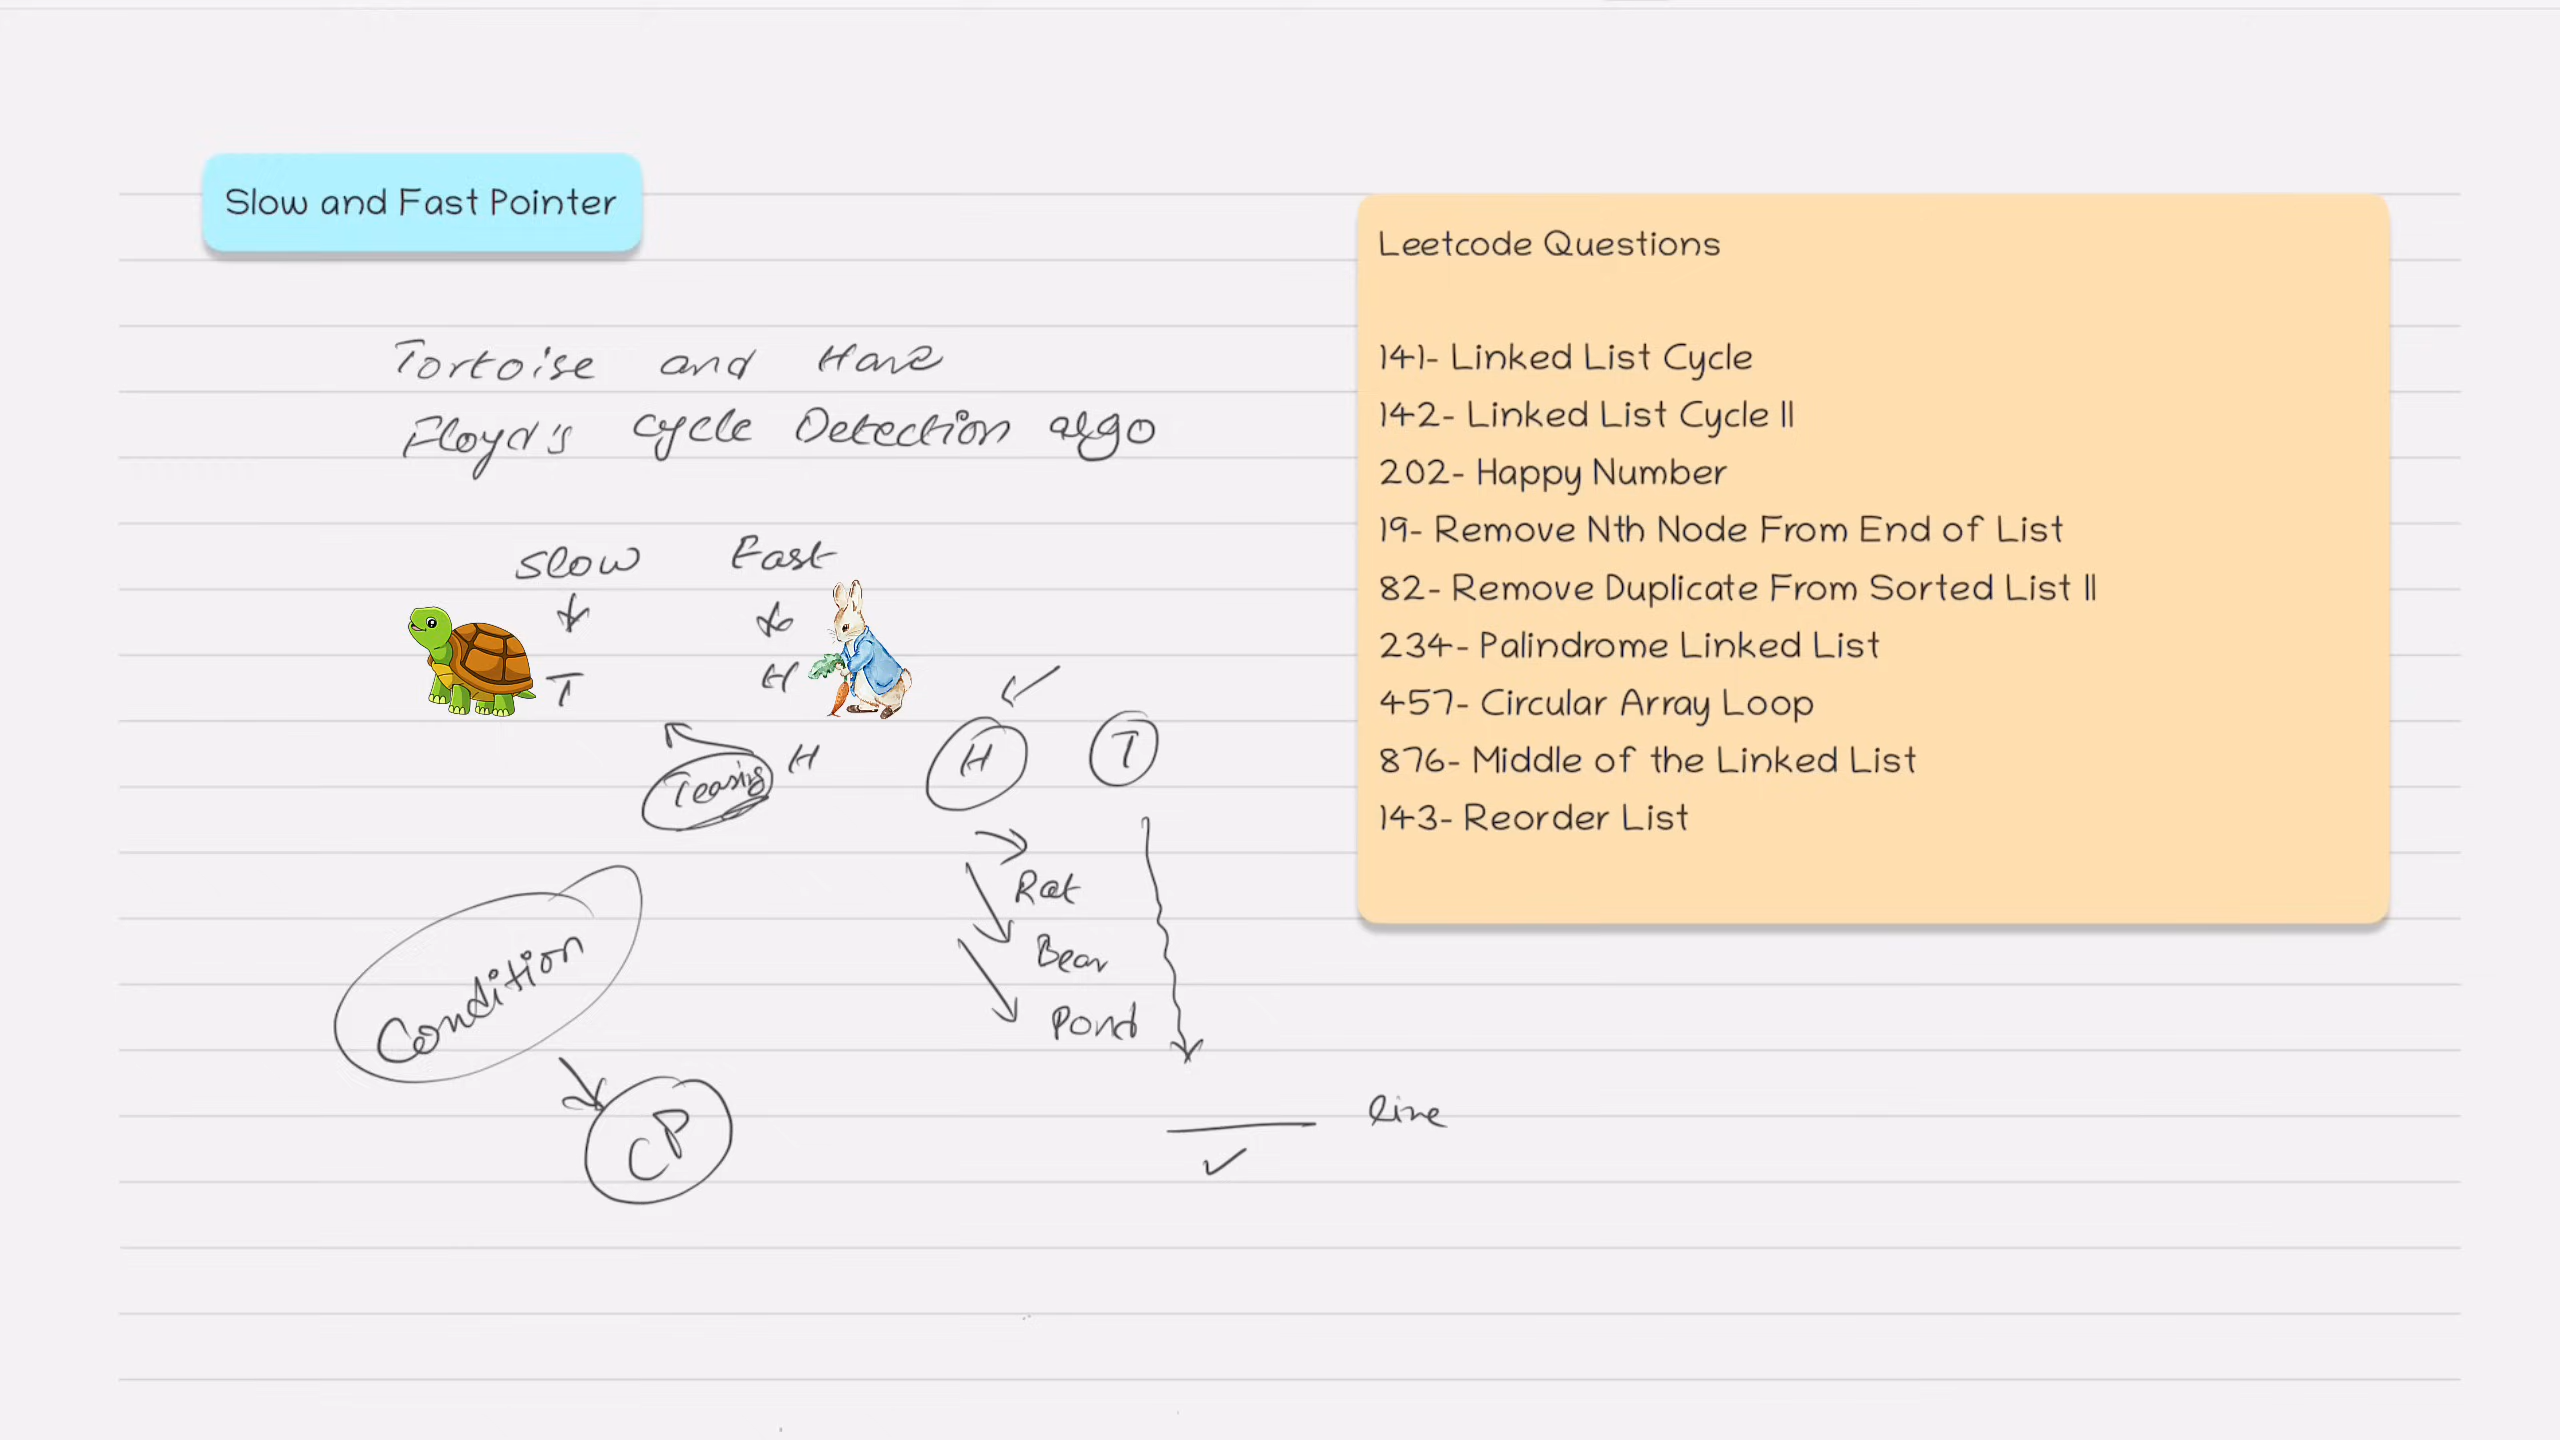 Slow and Fast Pointer
Tortoise and Hare
Floyd's Cycle Detection algo
Slow Fast
T H
Teasing H
H T
Rat
Bear
Pond
Condition
CP
line
Leetcode Questions
141- Linked List Cycle
142- Linked List Cycle II
202- Happy Number
19- Remove Nth Node From End of List
82- Remove Duplicate From Sorted List II
234- Palindrome Linked List
457- Circular Array Loop
876- Middle of the Linked List
143- Reorder List